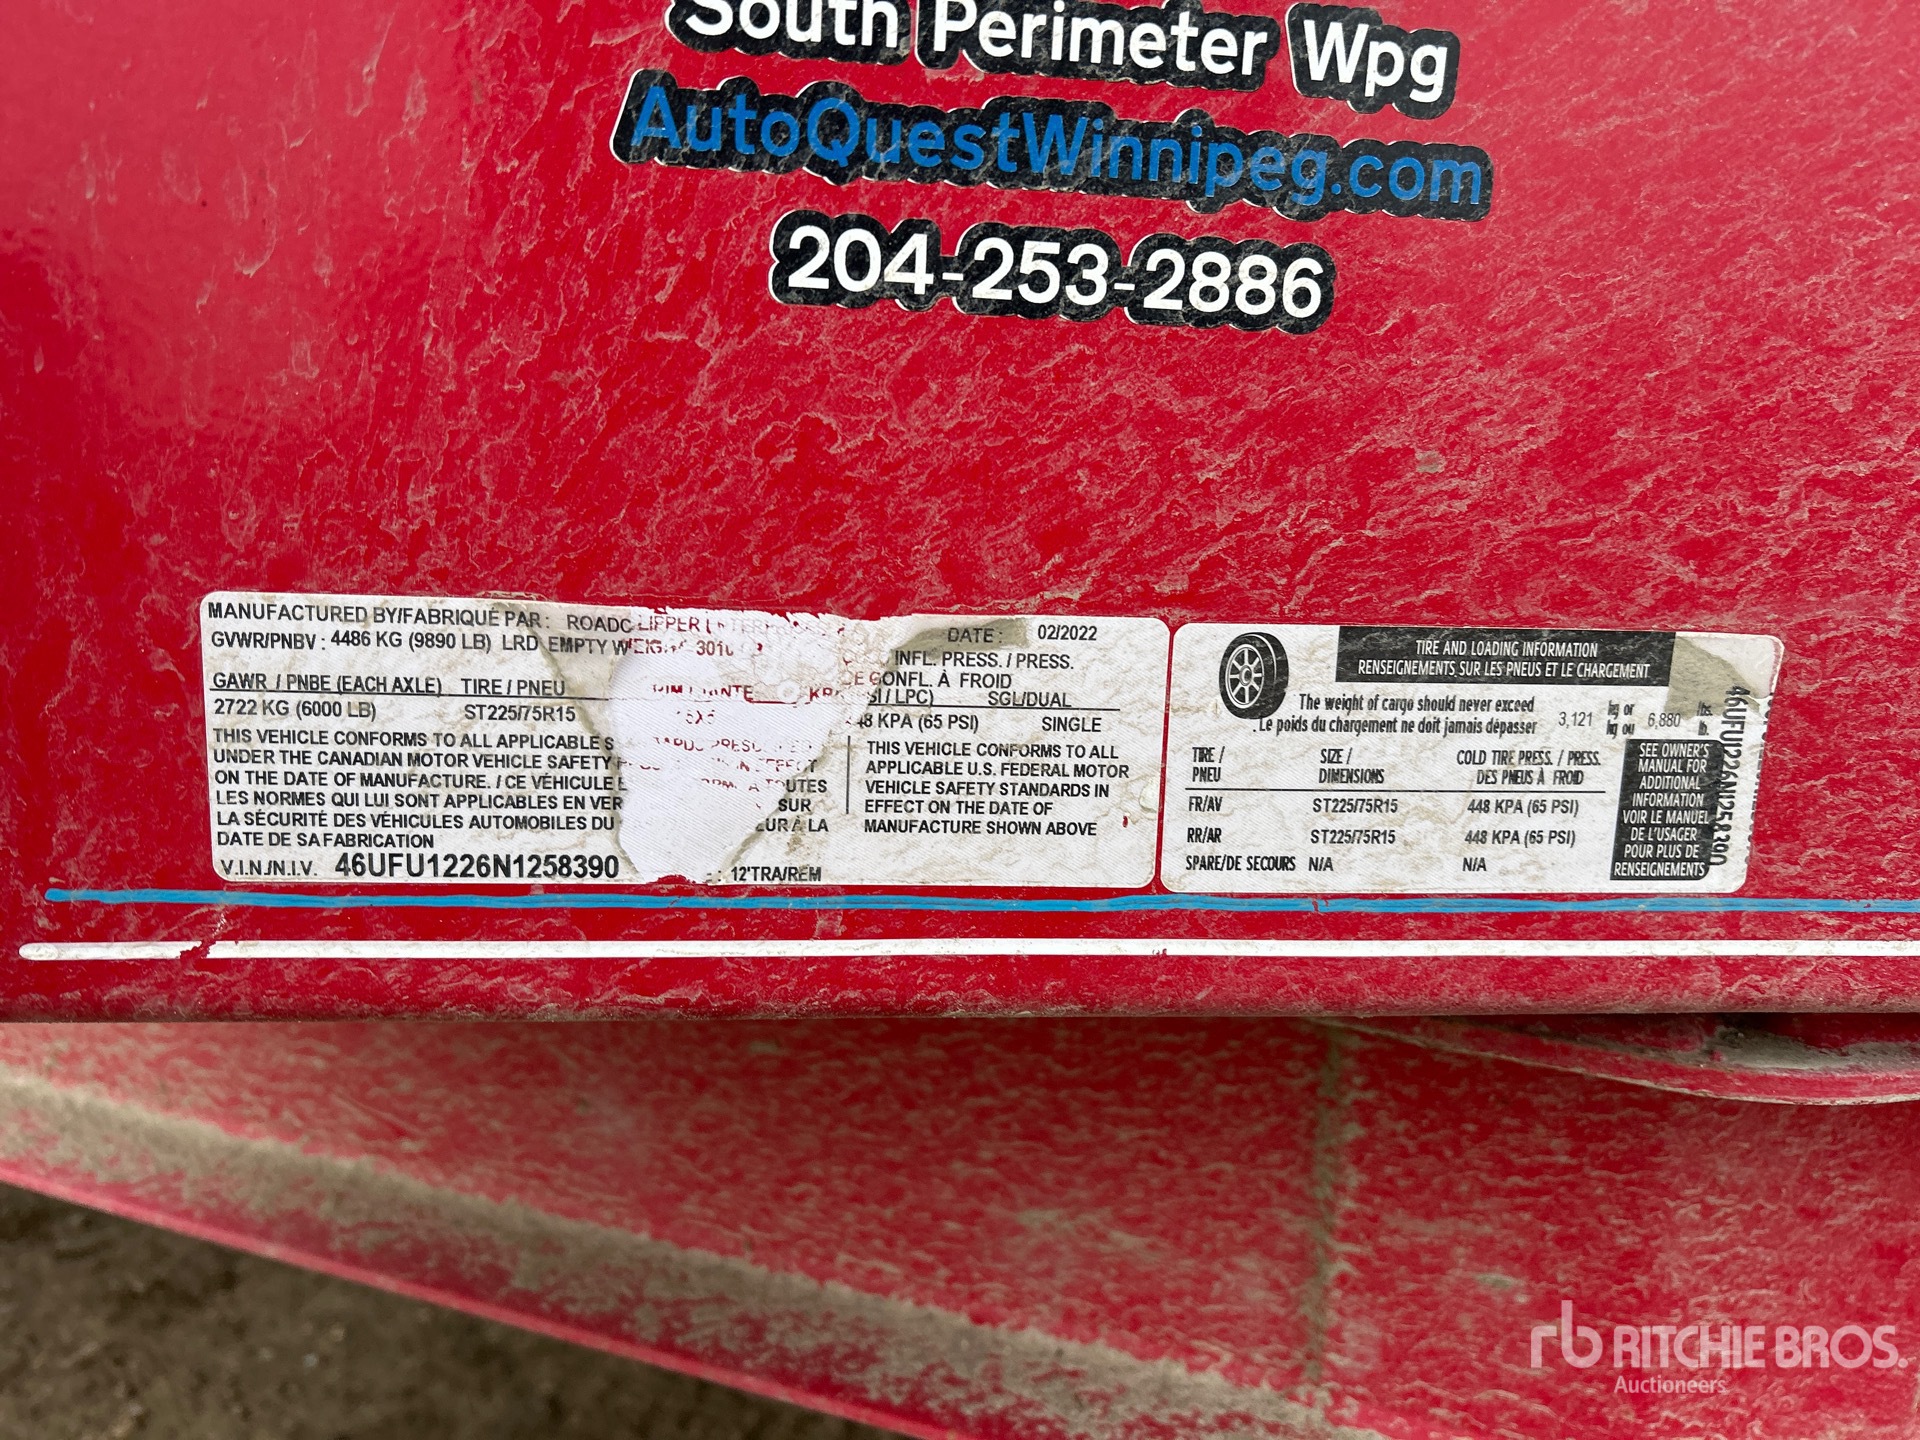 South Perimeter Wpg
AutoQuestWinnipeg.com
204-253-2886
MANUFACTURED BY/FABRIQUÉ PAR: DATE: 02/2022
GVWR/PNBV: 4486 KG (9890 LB) LRD EMPTY INFL. PRESS. / PRESS.
GAWR / PNBE (EACH AXLE) TIRE / PNEU GONFL. À FROID
/ LPC) SGL/DUAL
2722 KG (6000 LB) ST225/75R15 KPA (65 PSI) SINGLE
THIS VEHICLE CONFORMS TO ALL APPLICABLE
UNDER THE CANADIAN MOTOR VEHICLE SAFETY
ON THE DATE OF MANUFACTURE. / CE VÉHICULE
LES NORMES QUI LUI SONT APPLICABLES EN SUR
LA SÉCURITÉ DES VÉHICULES AUTOMOBILES DU À LA
DATE DE SA FABRICATION
V.I.N./N.I.V. 46UFU1226N1258390 : 12'TRA/REM
THIS VEHICLE CONFORMS TO ALL
APPLICABLE U.S. FEDERAL MOTOR
VEHICLE SAFETY STANDARDS IN
EFFECT ON THE DATE OF
MANUFACTURE SHOWN ABOVE
TIRE AND LOADING INFORMATION
RENSEIGNEMENTS SUR LES PNEUS ET LE CHARGEMENT
The weight of cargo should never exceed kg or lbs.
Le poids du chargement ne doit jamais dépasser 3,121 kg ou 6,880 lb.
TIRE / SIZE / COLD TIRE PRESS. / PRESS.
PNEU DIMENSIONS DES PNEUS À FROID
FR/AV ST225/75R15 448 KPA (65 PSI)
RR/AR ST225/75R15 448 KPA (65 PSI)
SPARE/DE SECOURS N/A N/A
SEE OWNER'S
MANUAL FOR
ADDITIONAL
INFORMATION
VOIR LE MANUEL
DE L'USAGER
POUR PLUS DE
RENSEIGNEMENTS
46UFU1226N1258390
rb RITCHIE BROS.
Auctioneers